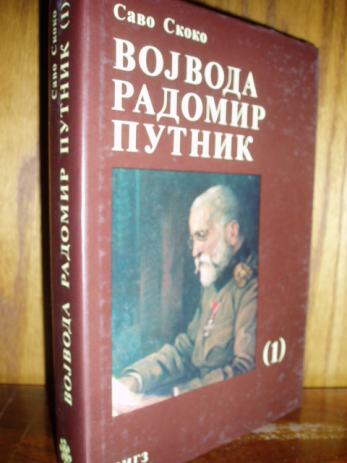 Саво Скоко
ВОЈВОДА
РАДОМИР
ПУТНИК
(1)
Саво Скоко
ВОЈВОДА РАДОМИР ПУТНИК (1)